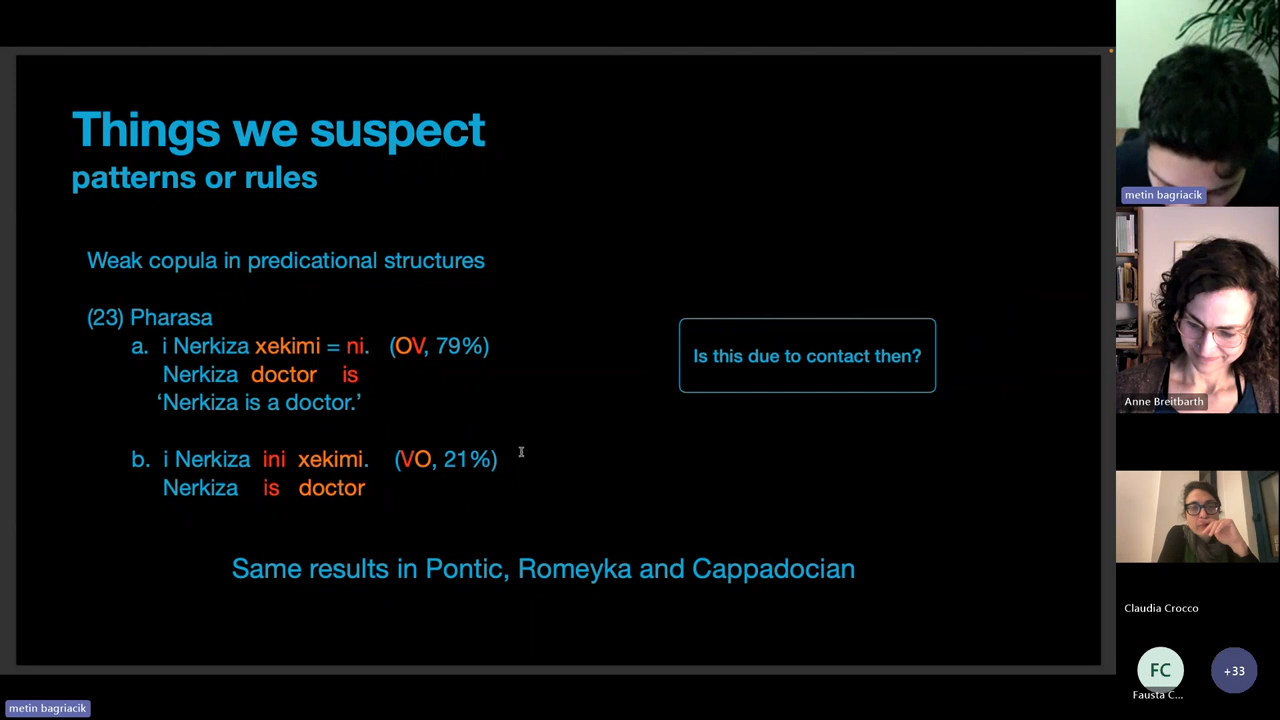 Things we suspect
patterns or rules
Weak copula in predicational structures
(23) Pharasa
a. i Nerkiza xekimi = ni. (OV, 79%)
Nerkiza doctor is
‘Nerkiza is a doctor.’
b. i Nerkiza ini xekimi. (VO, 21%)
Nerkiza is doctor
Is this due to contact then?
Same results in Pontic, Romeyka and Cappadocian
metin bagriacik
Anne Breitbarth
Claudia Crocco
FC
Fausta C...
+33
metin bagriacik